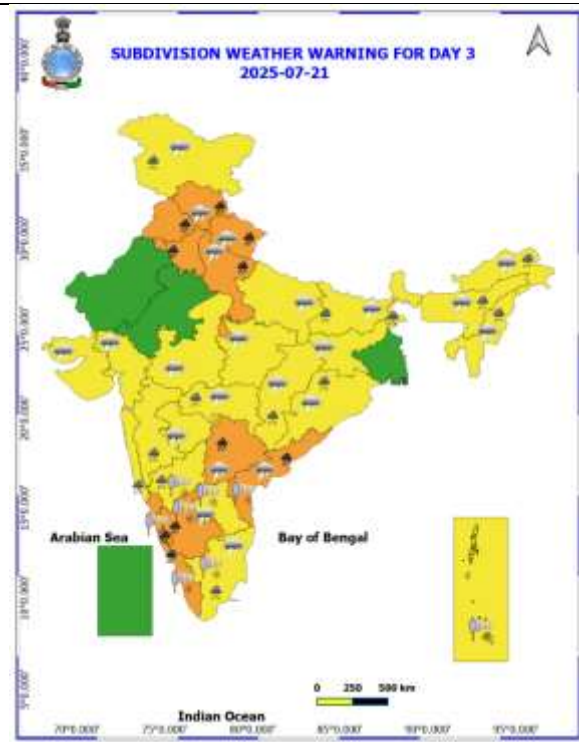 SUBDIVISION WEATHER WARNING FOR DAY 3
2025-07-21
Arabian Sea
Bay of Bengal
0 250 500 km
Indian Ocean
70°0.000' 75°0.000' 80°0.000' 85°0.000' 90°0.000' 95°0.000'